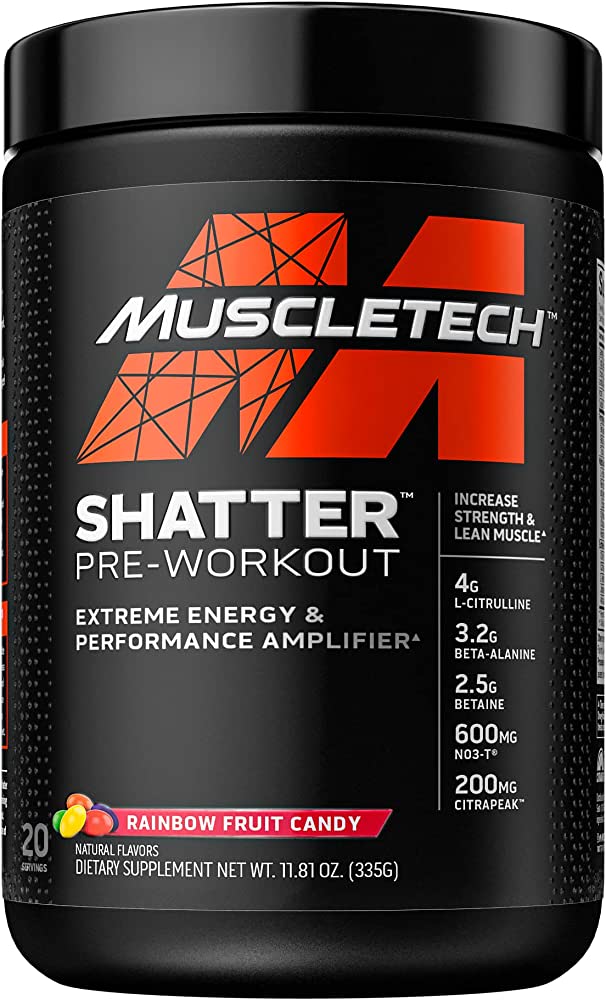 MUSCLETECH™
SHATTER™
PRE-WORKOUT
EXTREME ENERGY &
PERFORMANCE AMPLIFIER▲
INCREASE
STRENGTH &
LEAN MUSCLE▲
4G
L-CITRULLINE
3.2G
BETA-ALANINE
2.5G
BETAINE
600MG
NO3-T®
200MG
CITRAPEAK™
RAINBOW FRUIT CANDY
20
SERVINGS
NATURAL FLAVORS
DIETARY SUPPLEMENT NET WT. 11.81 OZ. (335G)